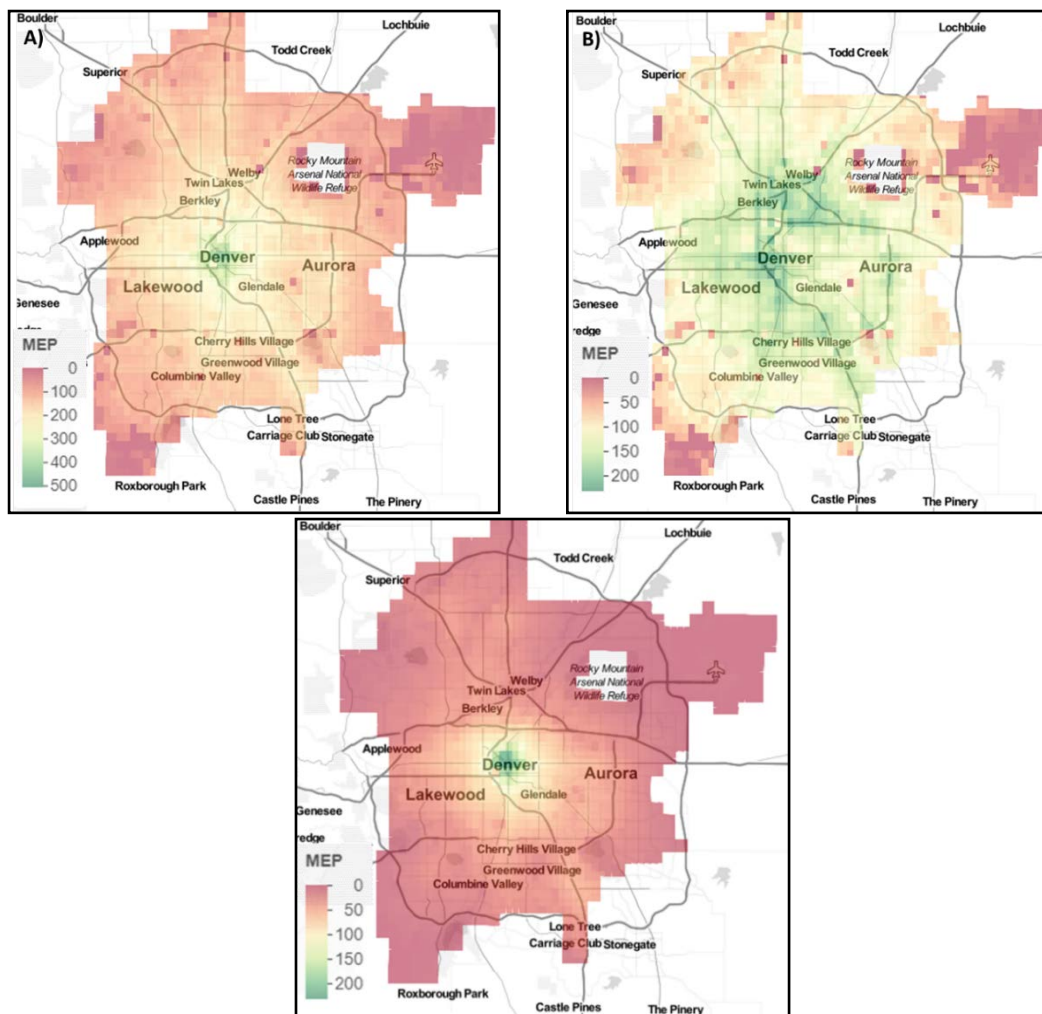 A)
Boulder
Lochbuie
Todd Creek
Superior
Rocky Mountain
Arsenal National
Wildlife Refuge
Welby
Twin Lakes
Berkley
Applewood
Denver
Aurora
Lakewood
Glendale
Genesee
redge
MEP
Cherry Hills Village
Greenwood Village
Columbine Valley
0
100
200
300
400
500
Lone Tree
Carriage Club Stonegate
Roxborough Park
Castle Pines
The Pinery
B)
Boulder
Lochbuie
Todd Creek
Superior
Rocky Mountain
Arsenal National
Wildlife Refuge
Welby
Twin Lakes
Berkley
Applewood
Denver
Aurora
Lakewood
Glendale
Genesee
redge
MEP
Cherry Hills Village
Greenwood Village
Columbine Valley
0
50
100
150
200
Lone Tree
Carriage Club Stonegate
Roxborough Park
Castle Pines
The Pinery
Boulder
Lochbuie
Todd Creek
Superior
Rocky Mountain
Arsenal National
Wildlife Refuge
Welby
Twin Lakes
Berkley
Applewood
Denver
Aurora
Lakewood
Glendale
Genesee
redge
MEP
Cherry Hills Village
Greenwood Village
Columbine Valley
0
50
100
150
200
Lone Tree
Carriage Club Stonegate
Roxborough Park
Castle Pines
The Pinery